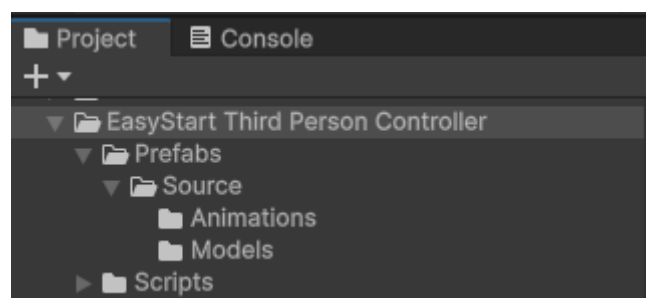 Project Console
EasyStart Third Person Controller
Prefabs
Source
Animations
Models
Scripts